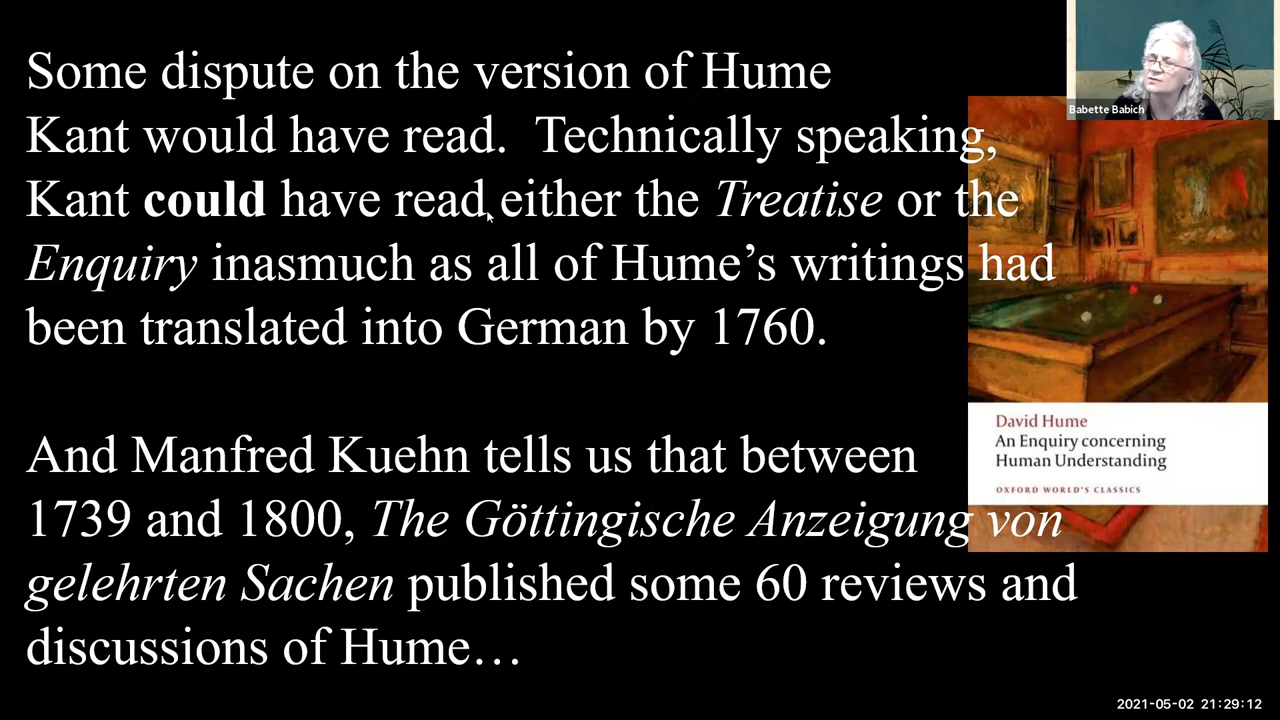 Some dispute on the version of Hume
Kant would have read. Technically speaking,
Kant could have read either the Treatise or the
Enquiry inasmuch as all of Hume’s writings had
been translated into German by 1760.
And Manfred Kuehn tells us that between
1739 and 1800, The Göttingische Anzeigung von
gelehrten Sachen published some 60 reviews and
discussions of Hume…
Babette Babich
David Hume
An Enquiry concerning
Human Understanding
OXFORD WORLD'S CLASSICS
2021-05-02 21:29:12